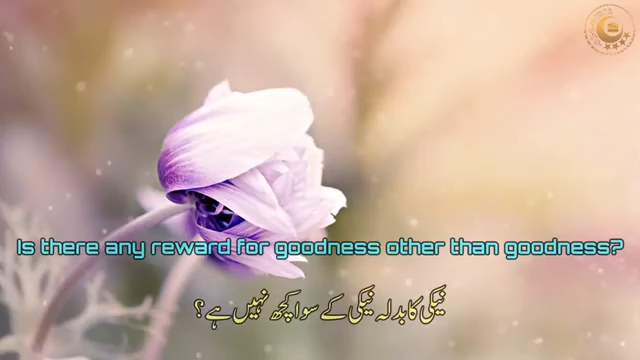 Is there any reward for goodness other than goodness?
نیکی کا بدلہ نیکی کے سوا کچھ نہیں ہے ؟